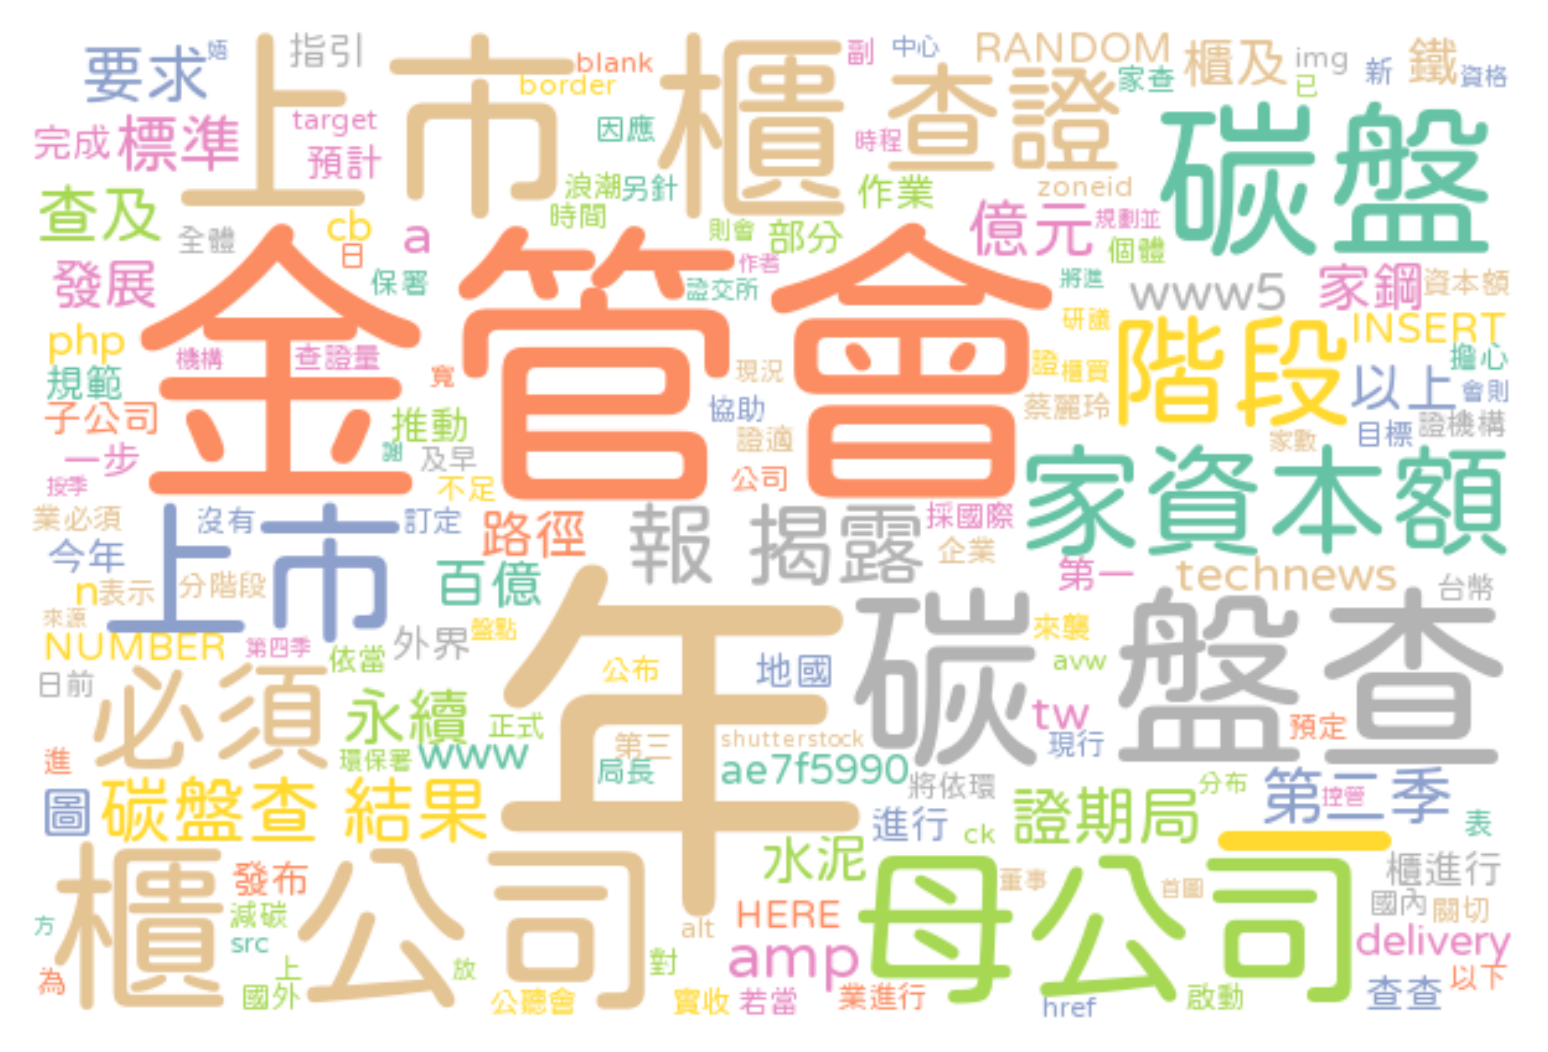 要求
婼
指引
上市櫃
blank
border
副
中心
RANDOM
櫃及
img
新
鐵
資格
家查
已
完成
標準
target
預計
因應
時程
查證
碳盤
查及
全體
cb
日
a
浪潮
另針
時間
則會
部分
作業
zoneid
億元
規劃並
個體
發展
保署
金管會
作者
證交所
將進
www5
家鋼
資本額
php
機構
查證量
寬
現況
研議
證
櫃買
階段
INSERT
擔心
規範
子公司
推動
協助
蔡麗玲
以上
會則
一步
謝
及早
證適
家數
目標
證機構
按季
不足
公司
家資本額
業必須
沒有
上市
訂定
路徑
報 揭露
採國際
企業
今年
n
表示
分階段
百億
第一
technews
台幣
來源
NUMBER
第四季
依當
外界
盤點
年
公布
地國
碳盤查
來襲
avw
日前
必須
永續
正式
tw
預定
進
環保署
www
第三
shutterstock
現行
局長
ae7f5990
將依環
圖
碳盤查 結果
進行
ck
證期局
分布
第二季
控管
表
櫃公司
發布
水泥
母公司
一
董事
首圖
櫃進行
方
減碳
src
alt
HERE
國內
關切
為
上
國外
放
對
amp
delivery
公聽會
實收
若當
業進行
href
啟動
查查
以下